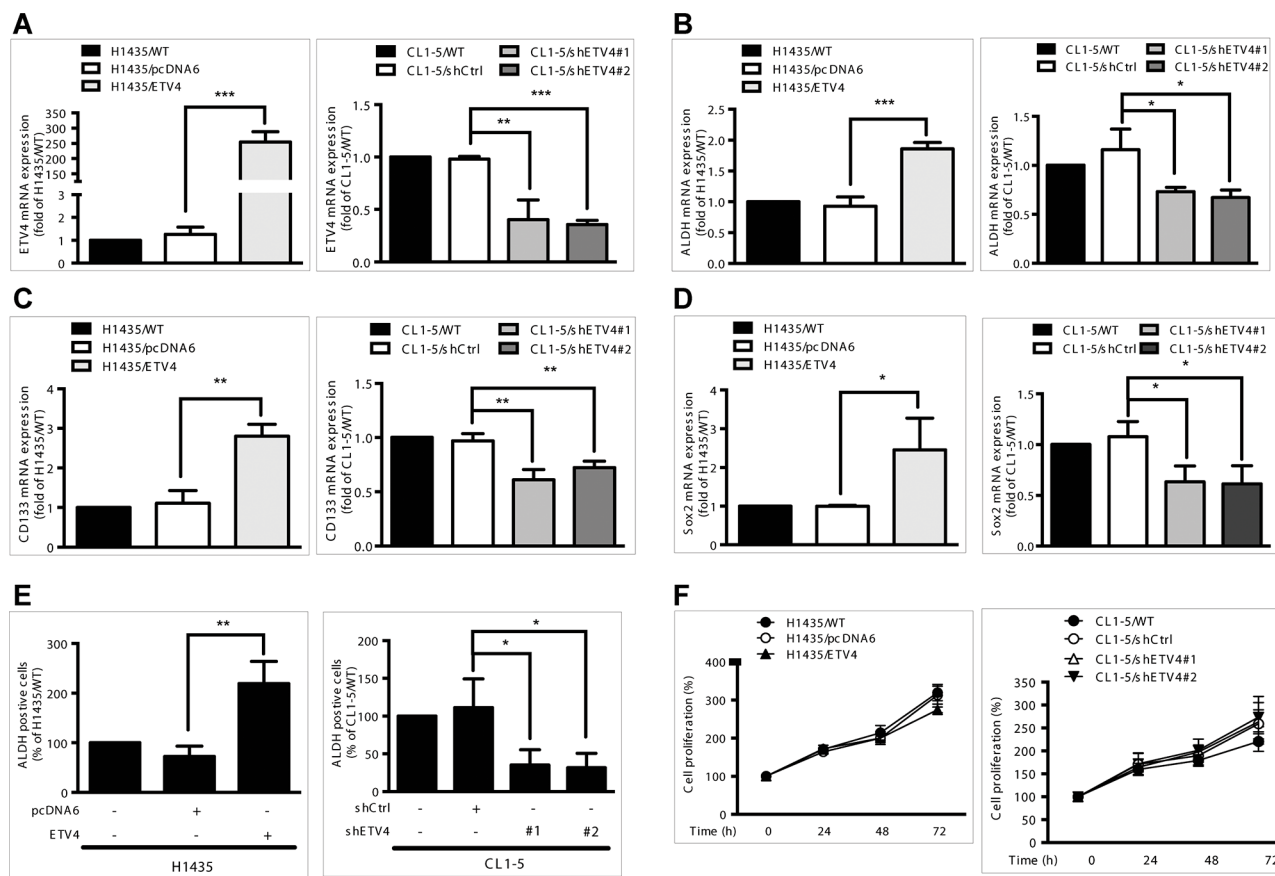 A
H1435/WT
H1435/pcDNA6
H1435/ETV4
ETV4 mRNA expression
(fold of H1435/WT)
350
300
250
200
150
3
2
1
0
***
CL1-5/WT
CL1-5/shCtrl
CL1-5/shETV4#1
CL1-5/shETV4#2
ETV4 mRNA expression
(fold of CL1-5/WT)
1.5
1.0
0.5
0.0
***
**
B
H1435/WT
H1435/pcDNA6
H1435/ETV4
ALDH mRNA expression
(fold of H1435/WT)
2.5
2.0
1.5
1.0
0.5
0.0
***
CL1-5/WT
CL1-5/shCtrl
CL1-5/shETV4#1
CL1-5/shETV4#2
ALDH mRNA expression
(fold of CL1-5/WT)
1.5
1.0
0.5
0.0
*
*
C
H1435/WT
H1435/pcDNA6
H1435/ETV4
CD133 mRNA expression
(fold of H1435/WT)
4
3
2
1
0
**
CL1-5/WT
CL1-5/shCtrl
CL1-5/shETV4#1
CL1-5/shETV4#2
CD133 mRNA expression
(fold of CL1-5/WT)
1.5
1.0
0.5
0.0
**
**
D
H1435/WT
H1435/pcDNA6
H1435/ETV4
Sox2 mRNA expression
(fold of H1435/WT)
4
3
2
1
0
*
CL1-5/WT
CL1-5/shCtrl
CL1-5/shETV4#1
CL1-5/shETV4#2
Sox2 mRNA expression
(fold of CL1-5/WT)
1.5
1.0
0.5
0.0
*
*
E
ALDH postive cells
(% of H1435/WT)
300
200
100
0
**
pcDNA6 - + -
ETV4 - - +
H1435
ALDH postive cells
(% of CL1-5/WT)
200
150
100
50
0
*
*
shCtrl - + - -
shETV4 - - #1 #2
CL1-5
F
H1435/WT
H1435/pcDNA6
H1435/ETV4
Cell proliferation (%)
400
300
200
100
0
Time (h) 0 24 48 72
CL1-5/WT
CL1-5/shCtrl
CL1-5/shETV4#1
CL1-5/shETV4#2
Cell proliferation (%)
350
300
250
200
150
100
50
0
Time (h) 0 24 48 72